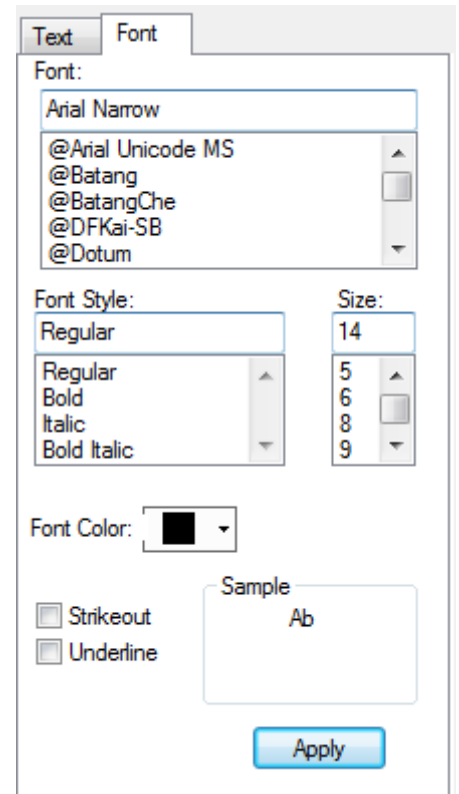 Text Font
Font:
Arial Narrow
@Arial Unicode MS
@Batang
@BatangChe
@DFKai-SB
@Dotum
Font Style: Size:
Regular 14
Regular 5
Bold 6
Italic 8
Bold Italic 9
Font Color:
Sample
Strikeout Ab
Underline
Apply